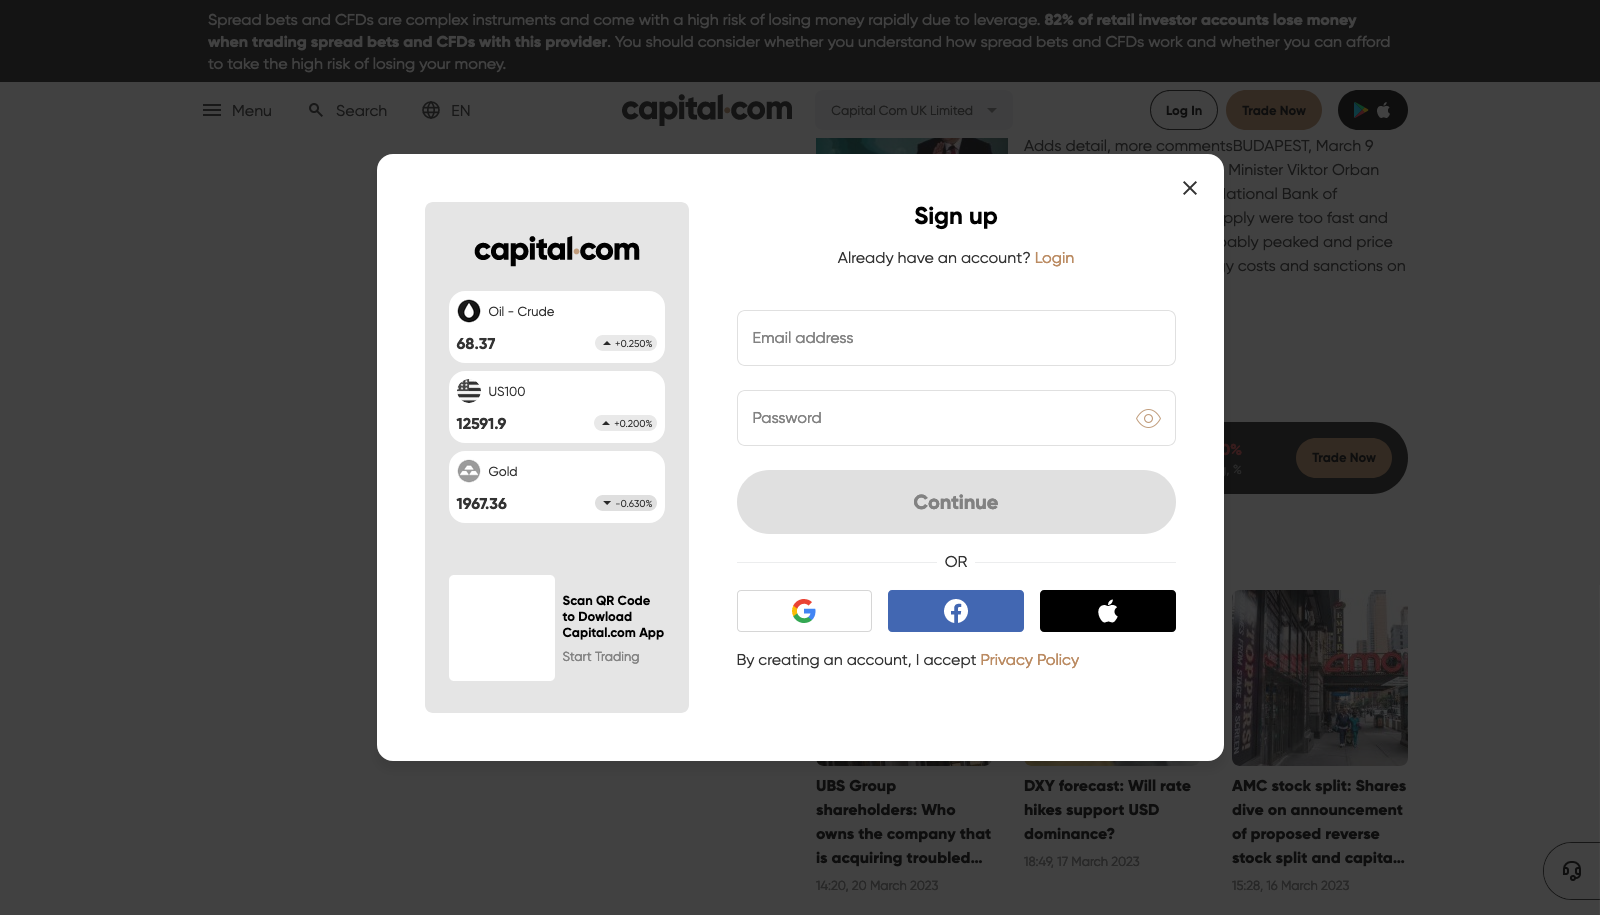 Spread bets and CFDs are complex instruments and come with a high risk of losing money rapidly due to leverage. 82% of retail investor accounts lose money
when trading spread bets and CFDs with this provider. You should consider whether you understand how spread bets and CFDs work and whether you can afford
to take the high risk of losing your money.
Menu
Search
EN
capital.com
Capital Com UK Limited
Log In
Trade Now
Adds detail, more commentsBUDAPEST, March 9
Minister Viktor Orban
National Bank of
were too fast and
peaked and price
costs and sanctions on
Sign up
Already have an account? Login
capital.com
Oil - Crude
68.37
+0.250%
US100
12591.9
+0.200%
Gold
1967.36
-0.630%
Scan QR Code
to Dowload
Capital.com App
Start Trading
Email address
Password
Continue
OR
By creating an account, I accept Privacy Policy
Trade Now
UBS Group
shareholders: Who
owns the company that
is acquiring troubled...
14:20, 20 March 2023
DXY forecast: Will rate
hikes support USD
dominance?
18:49, 17 March 2023
AMC stock split: Shares
dive on announcement
of proposed reverse
stock split and capita...
15:28, 16 March 2023